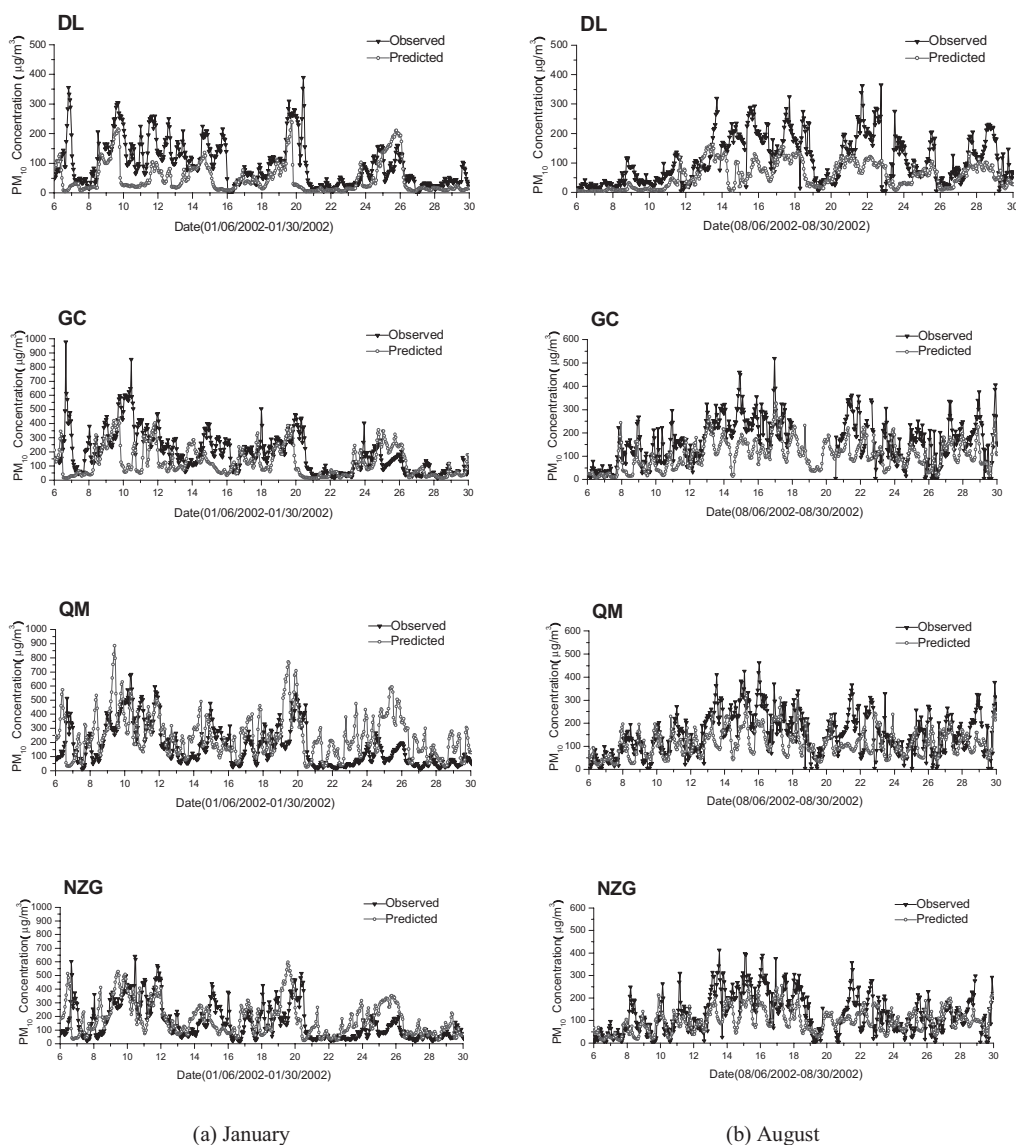 DL
Observed
Predicted
PM10 Concentration(μg/m³)
500
400
300
200
100
0
6 8 10 12 14 16 18 20 22 24 26 28 30
Date(01/06/2002-01/30/2002)
DL
Observed
Predicted
PM10 Concentration(μg/m³)
500
400
300
200
100
0
6 8 10 12 14 16 18 20 22 24 26 28 30
Date(08/06/2002-08/30/2002)
GC
Observed
Predicted
PM10 Concentration(μg/m³)
1000
900
800
700
600
500
400
300
200
100
0
6 8 10 12 14 16 18 20 22 24 26 28 30
Date(01/06/2002-01/30/2002)
GC
Observed
Predicted
PM10 Concentration(μg/m³)
600
500
400
300
200
100
0
6 8 10 12 14 16 18 20 22 24 26 28 30
Date(08/06/2002-08/30/2002)
QM
Observed
Predicted
PM10 Concentration(μg/m³)
1000
900
800
700
600
500
400
300
200
100
0
6 8 10 12 14 16 18 20 22 24 26 28 30
Date(01/06/2002-01/30/2002)
QM
Observed
Predicted
PM10 Concentration(μg/m³)
600
500
400
300
200
100
0
6 8 10 12 14 16 18 20 22 24 26 28 30
Date(08/06/2002-08/30/2002)
NZG
Observed
Predicted
PM10 Concentration(μg/m³)
1000
900
800
700
600
500
400
300
200
100
0
6 8 10 12 14 16 18 20 22 24 26 28 30
Date(01/06/2002-01/30/2002)
NZG
Observed
Predicted
PM10 Concentration(μg/m³)
600
500
400
300
200
100
0
6 8 10 12 14 16 18 20 22 24 26 28 30
Date(08/06/2002-08/30/2002)
(a) January
(b) August